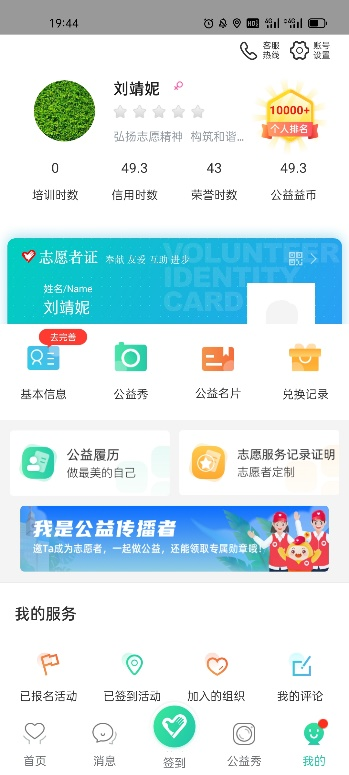 19:44
客服热线
账号设置
刘靖妮
弘扬志愿精神 构筑和谐...
10000+
个人排名
0
49.3
43
49.3
培训时数
信用时数
荣誉时数
公益益币
志愿者证 奉献 友爱 互助 进步
VOLUNTEER
IDENTITY
CARD
姓名/Name
刘靖妮
去完善
基本信息
公益秀
公益名片
兑换记录
公益履历
做最美的自己
志愿服务记录证明
志愿者定制
我是公益传播者
邀Ta成为志愿者,一起做公益,还能领取专属勋章哦!
我的服务
已报名活动
已签到活动
加入的组织
我的评论
首页
消息
签到
公益秀
我的